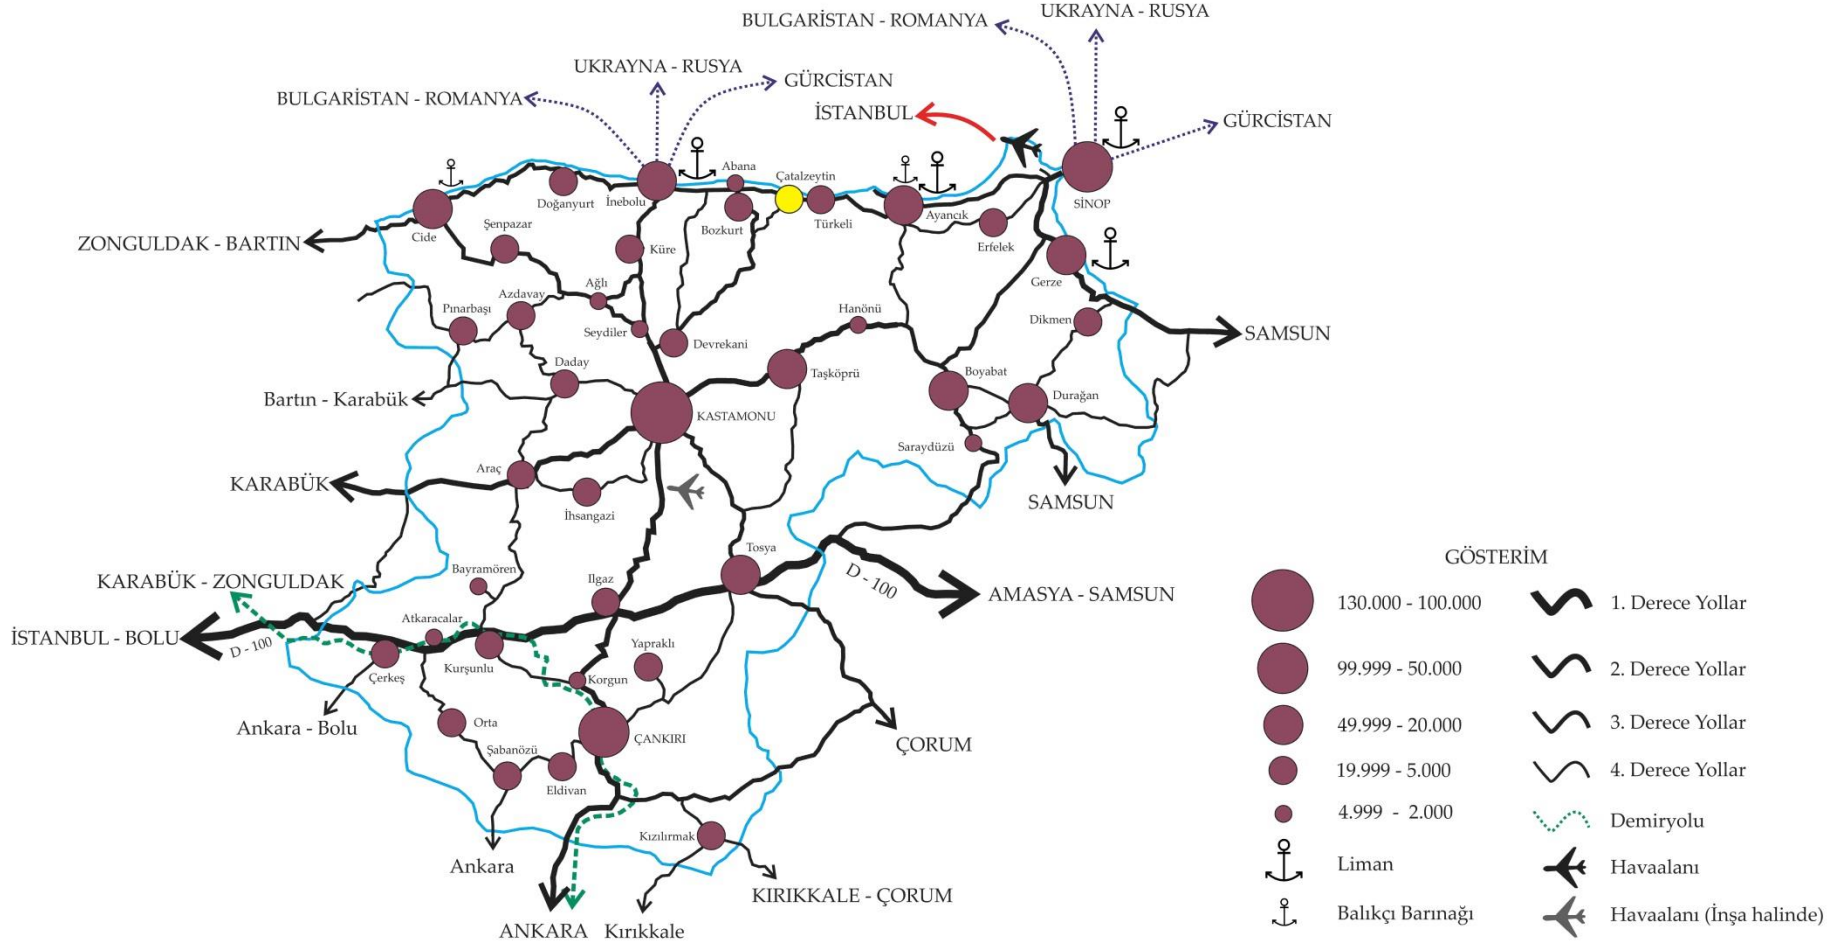 UKRAYNA - RUSYA
BULGARİSTAN - ROMANYA
UKRAYNA - RUSYA
GÜRCİSTAN
BULGARİSTAN - ROMANYA
İSTANBUL
GÜRCİSTAN
Abana
Çatalzeytin
Doğanyurt
İnebolu
Türkeli
Ayancık
SİNOP
Cide
Şenpazar
Bozkurt
Erfelek
ZONGULDAK - BARTIN
Küre
Gerze
Ağlı
Azdavay
Pınarbaşı
Hanönü
Dikmen
Seydiler
Devrekani
SAMSUN
Daday
Taşköprü
Boyabat
Durağan
Bartın - Karabük
KASTAMONU
Saraydüzü
Araç
KARABÜK
İhsangazi
SAMSUN
Tosya
GÖSTERİM
Bayramören
Ilgaz
KARABÜK - ZONGULDAK
D - 100
AMASYA - SAMSUN
130.000 - 100.000
1. Derece Yollar
Atkaracalar
İSTANBUL - BOLU
D - 100
Kurşunlu
Yapraklı
99.999 - 50.000
2. Derece Yollar
Çerkeş
Korgun
Ankara - Bolu
Orta
ÇANKIRI
49.999 - 20.000
3. Derece Yollar
Şabanözü
ÇORUM
Eldivan
19.999 - 5.000
4. Derece Yollar
4.999 - 2.000
Demiryolu
Kızılırmak
Ankara
Liman
Havaalanı
KIRIKKALE - ÇORUM
ANKARA
Kırıkkale
Balıkçı Barınağı
Havaalanı (İnşa halinde)